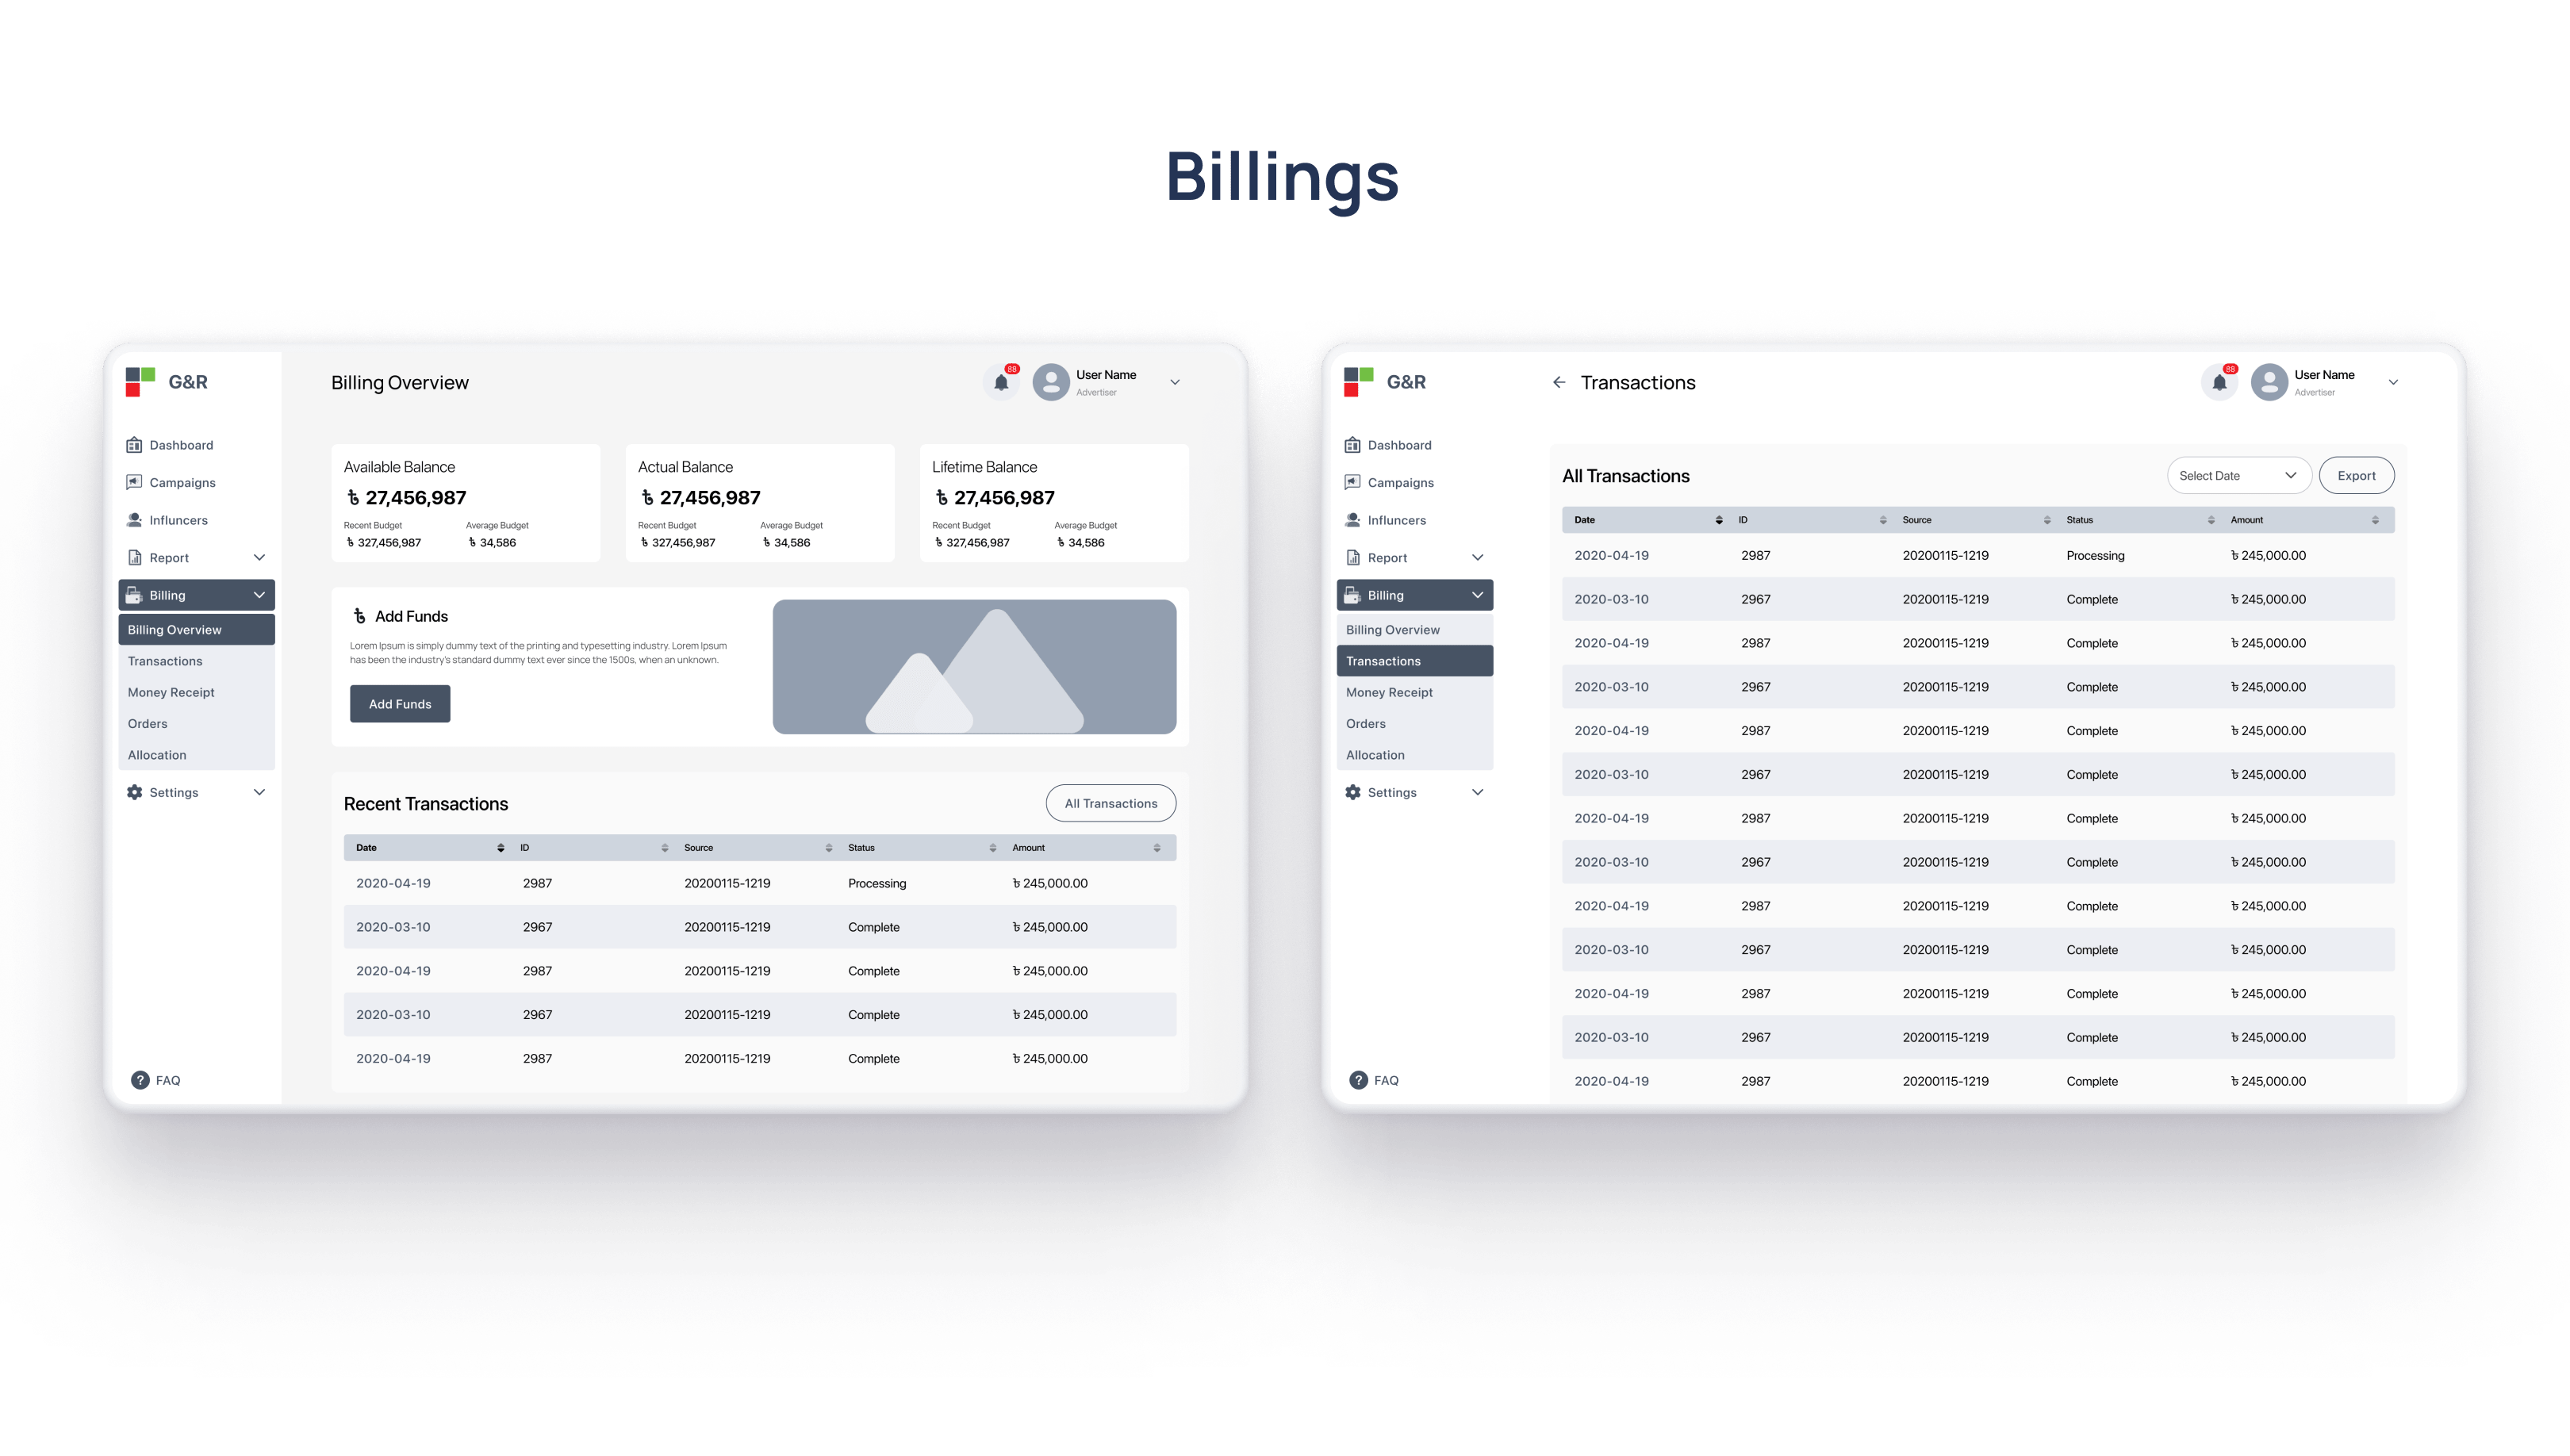 Billings
G&R
Billing Overview
88
User Name
Advertiser
Dashboard
Campaigns
Influncers
Report
Billing
Billing Overview
Transactions
Money Receipt
Orders
Allocation
Settings
? FAQ
Available Balance
৳ 27,456,987
Recent Budget Average Budget
৳ 327,456,987 ৳ 34,586
Actual Balance
৳ 27,456,987
Recent Budget Average Budget
৳ 327,456,987 ৳ 34,586
Lifetime Balance
৳ 27,456,987
Recent Budget Average Budget
৳ 327,456,987 ৳ 34,586
৳ Add Funds
Lorem Ipsum is simply dummy text of the printing and typesetting industry. Lorem Ipsum
has been the industry's standard dummy text ever since the 1500s, when an unknown.
Add Funds
Recent Transactions
All Transactions
Date ID Source Status Amount
2020-04-19 2987 20200115-1219 Processing ৳ 245,000.00
2020-03-10 2967 20200115-1219 Complete ৳ 245,000.00
2020-04-19 2987 20200115-1219 Complete ৳ 245,000.00
2020-03-10 2967 20200115-1219 Complete ৳ 245,000.00
2020-04-19 2987 20200115-1219 Complete ৳ 245,000.00
G&R
Transactions
88
User Name
Advertiser
Dashboard
Campaigns
Influncers
Report
Billing
Billing Overview
Transactions
Money Receipt
Orders
Allocation
Settings
? FAQ
All Transactions
Select Date
Export
Date ID Source Status Amount
2020-04-19 2987 20200115-1219 Processing ৳ 245,000.00
2020-03-10 2967 20200115-1219 Complete ৳ 245,000.00
2020-04-19 2987 20200115-1219 Complete ৳ 245,000.00
2020-03-10 2967 20200115-1219 Complete ৳ 245,000.00
2020-04-19 2987 20200115-1219 Complete ৳ 245,000.00
2020-03-10 2967 20200115-1219 Complete ৳ 245,000.00
2020-04-19 2987 20200115-1219 Complete ৳ 245,000.00
2020-03-10 2967 20200115-1219 Complete ৳ 245,000.00
2020-04-19 2987 20200115-1219 Complete ৳ 245,000.00
2020-03-10 2967 20200115-1219 Complete ৳ 245,000.00
2020-04-19 2987 20200115-1219 Complete ৳ 245,000.00
2020-03-10 2967 20200115-1219 Complete ৳ 245,000.00
2020-04-19 2987 20200115-1219 Complete ৳ 245,000.00